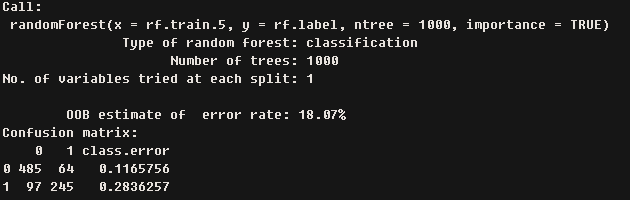 Call:
randomForest(x = rf.train.5, y = rf.label, ntree = 1000, importance = TRUE)
Type of random forest: classification
Number of trees: 1000
No. of variables tried at each split: 1
OOB estimate of  error rate: 18.07%
Confusion matrix:
0   1 class.error
0 485  64   0.1165756
1  97 245   0.2836257